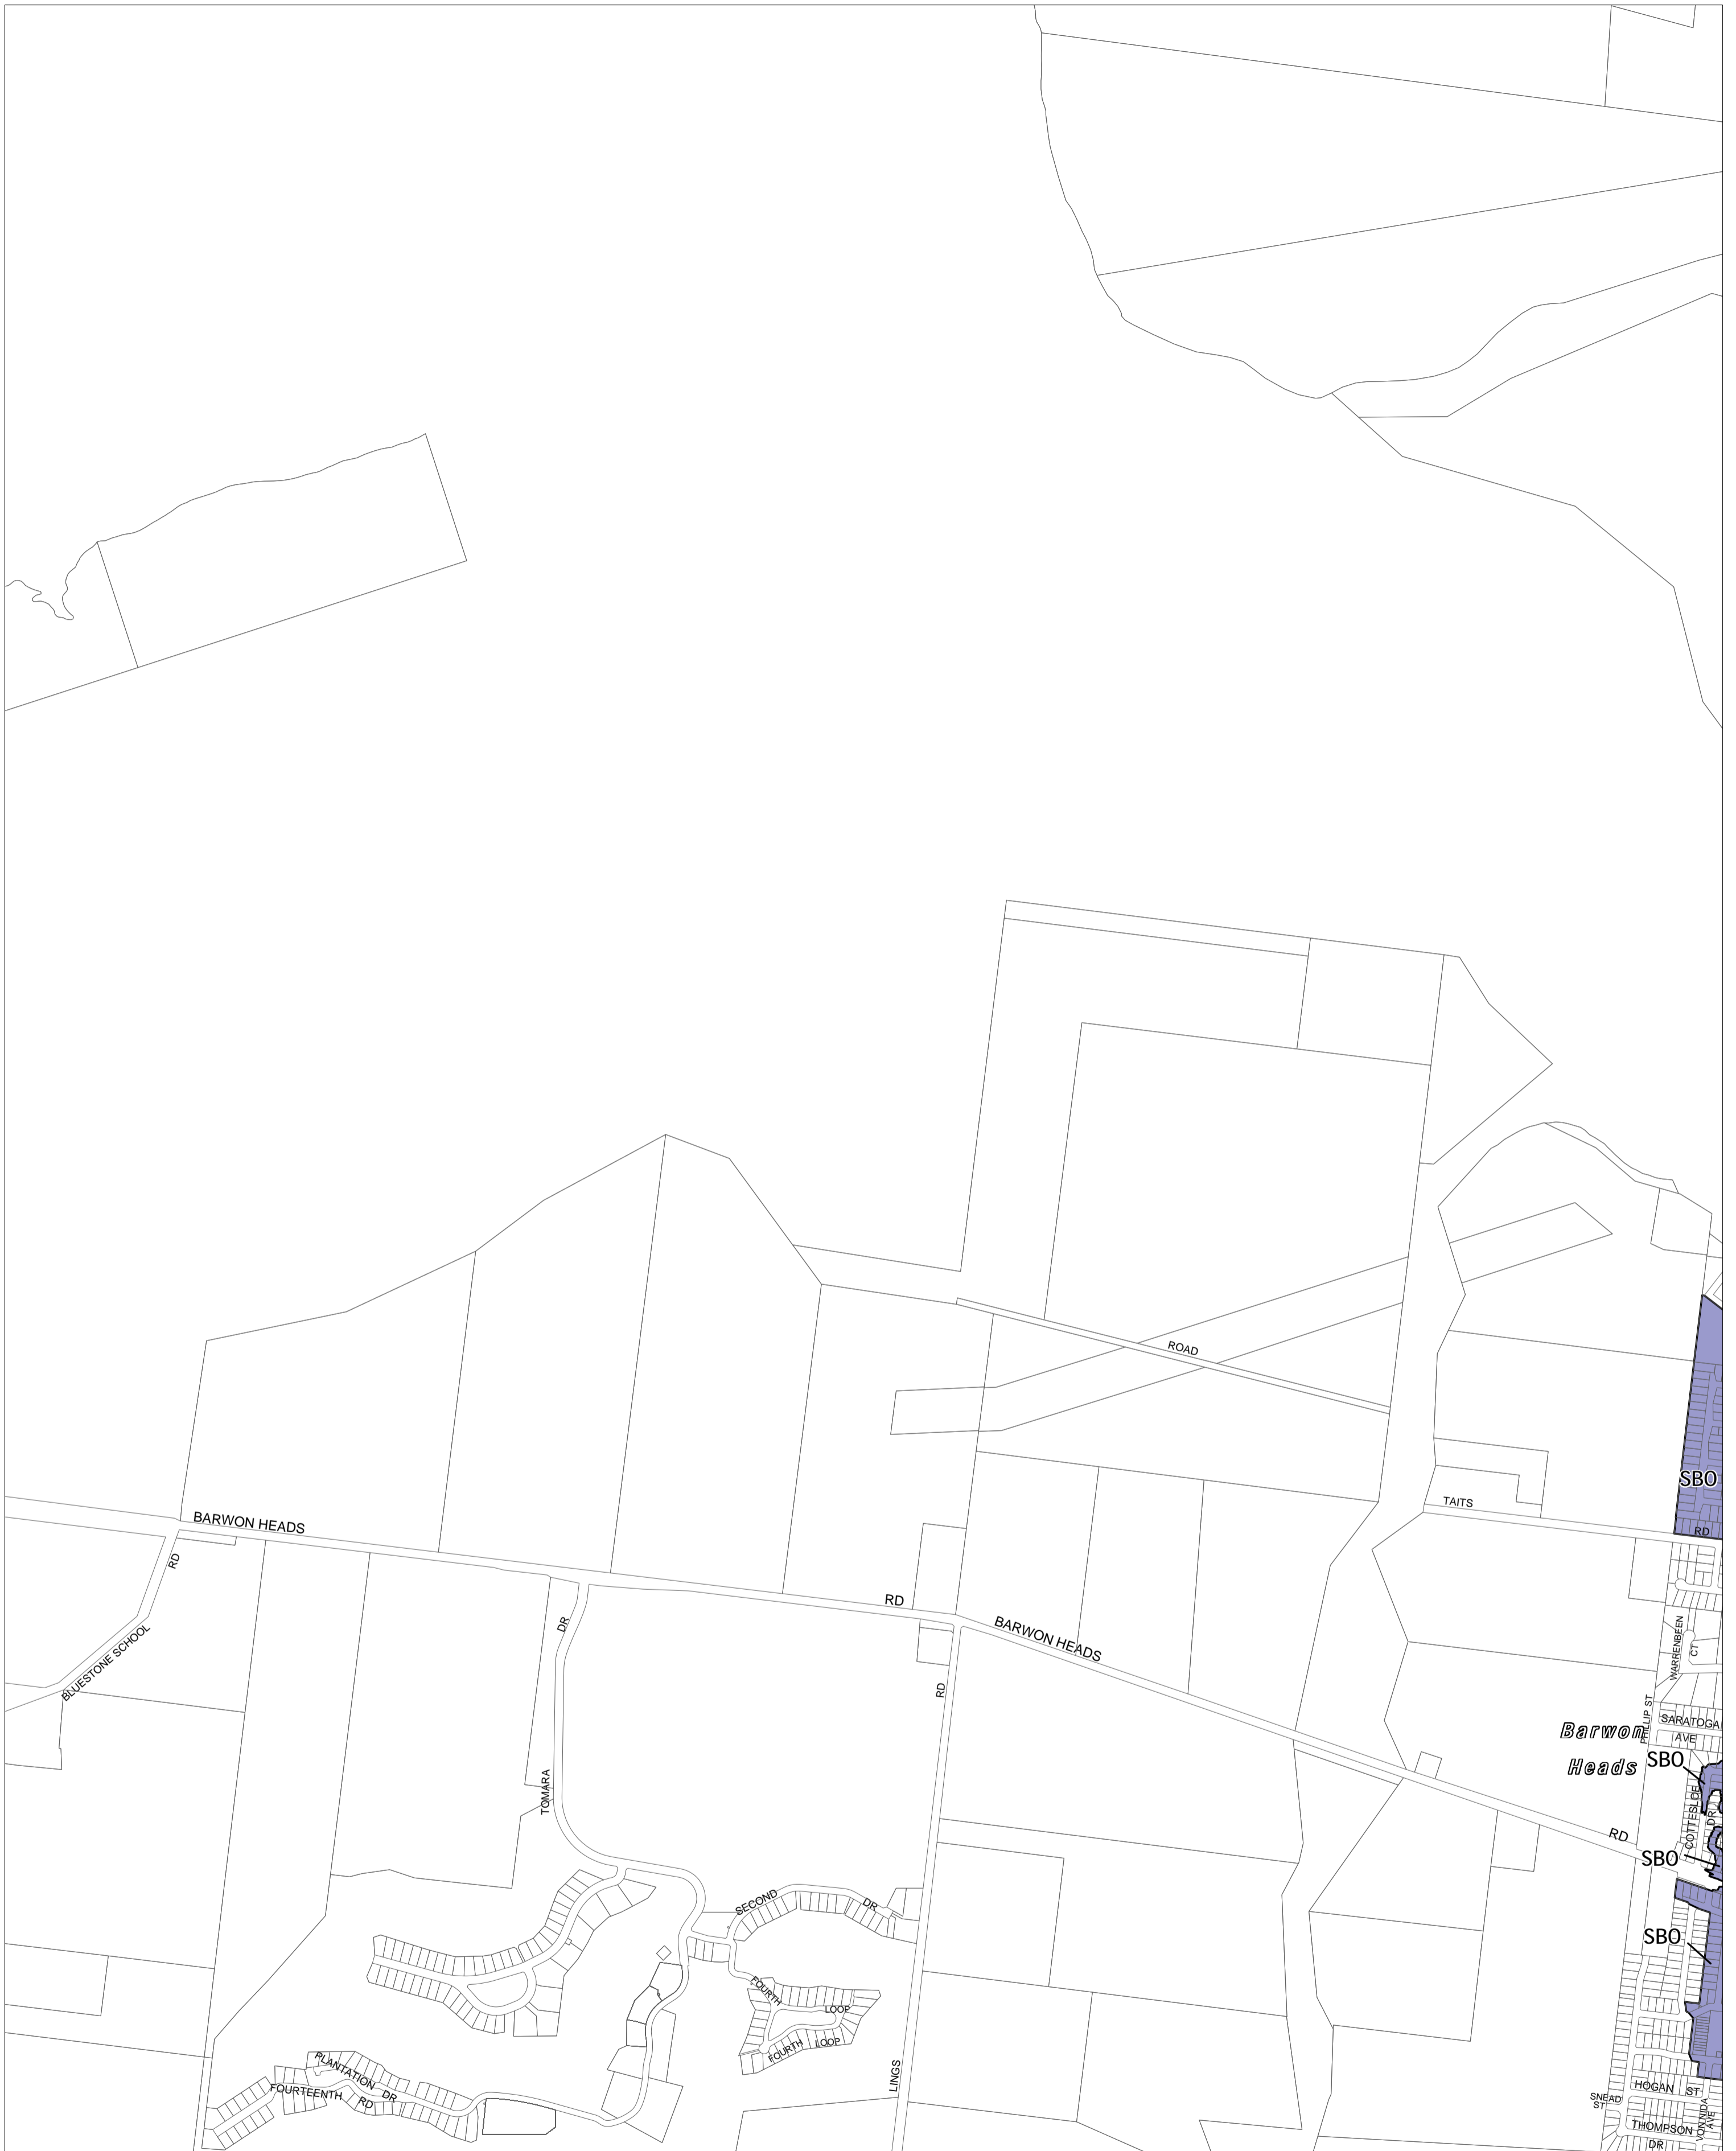 ROAD
SBO
TAITS
RD
BARWON HEADS
RD
BLUESTONE SCHOOL
RD
BARWON HEADS
DR
TOMARA
RD
WARRENBEEN
CT
PHILLIP ST
SARATOGA
AVE
Barwon
Heads
SBO
COTTESLOE
DR
RD
SBO
SBO
SECOND
DR
FOURTH
LOOP
FOURTH LOOP
LINGS
PLANTATION DR
FOURTEENTH
RD
HOGAN ST
SNEAD
ST
VON NIDA
AVE
THOMPSON
DR